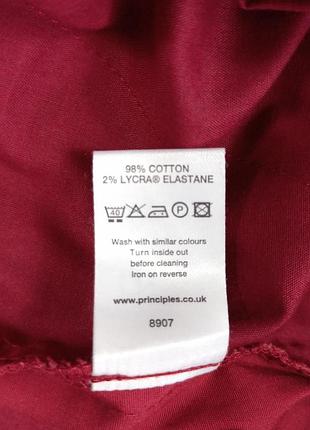 98% COTTON
2% LYCRA® ELASTANE
40 P
Wash with similar colours
Turn inside out
before cleaning
Iron on reverse
www.principles.co.uk
8907